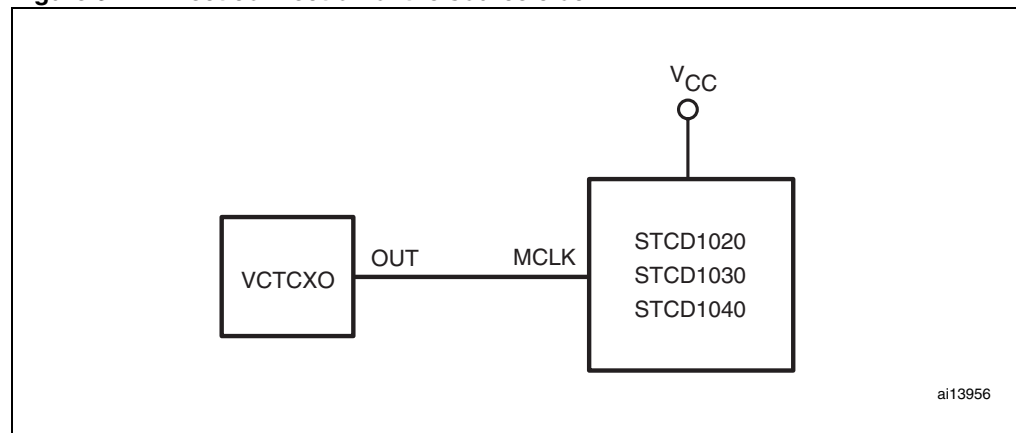 VCC
VCTCXO
OUT
MCLK
STCD1020
STCD1030
STCD1040
ai13956